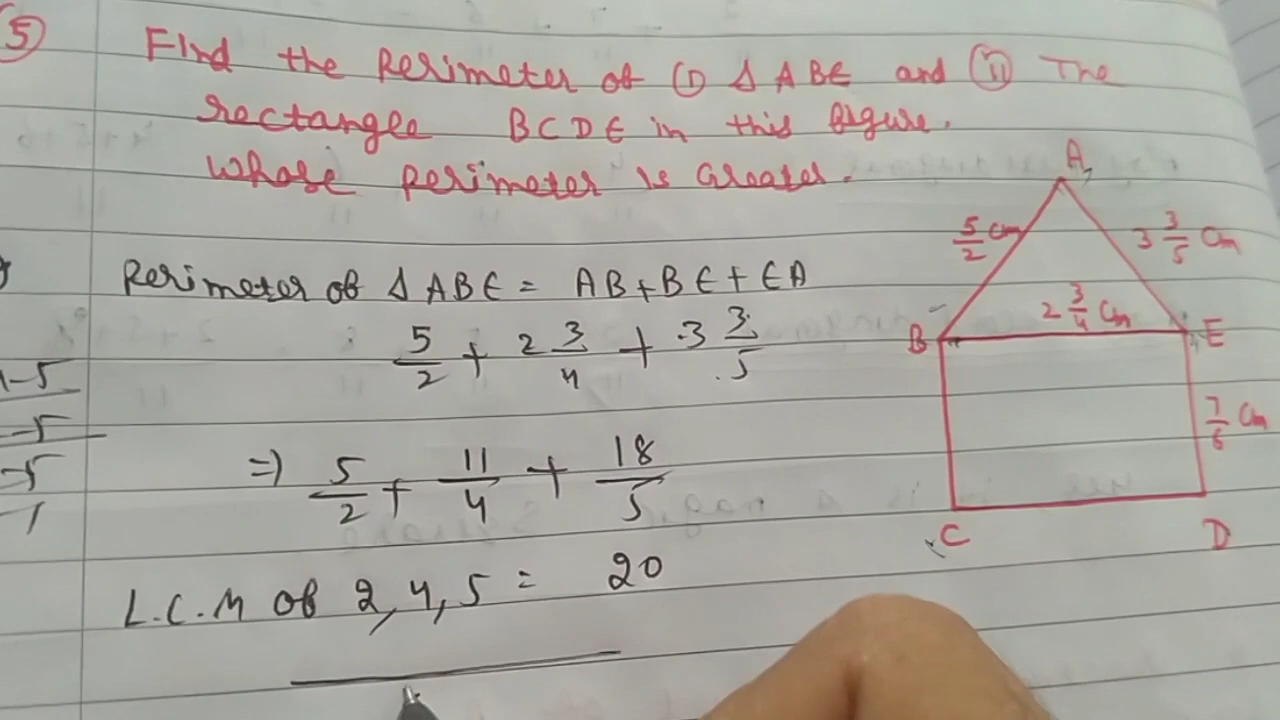 5 Find the Perimeter of (i) Δ ABE and (ii) The
rectangle BCDE in this figure.
Whose perimeter is Greater.
A
5/2 cm
3 3/5 cm
2 3/4 cm
B
E
7/6 cm
C
D
Perimeter of Δ ABE = AB + BE + EA
5/2 + 2 3/4 + 3 3/5
=) 5/2 + 11/4 + 18/5
L.C.M of 2, 4, 5 = 20